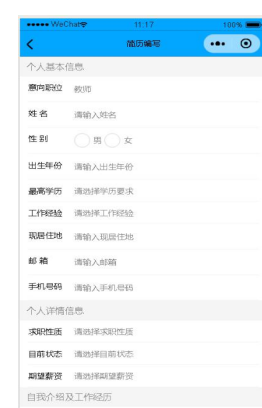 ●●●●● WeChat 11:17 100%
简历编写
个人基本信息
意向职位 教师
姓 名 请输入姓名
性 别 男 女
出生年份 请输入出生年份
最高学历 请选择学历要求
工作经验 请选择工作经验
现居住地 请输入现居住地
邮 箱 请输入邮箱
手机号码 请输入手机号码
个人详情信息
求职性质 请选择求职性质
目前状态 请选择目前状态
期望薪资 请选择期望薪资
自我介绍及工作经历